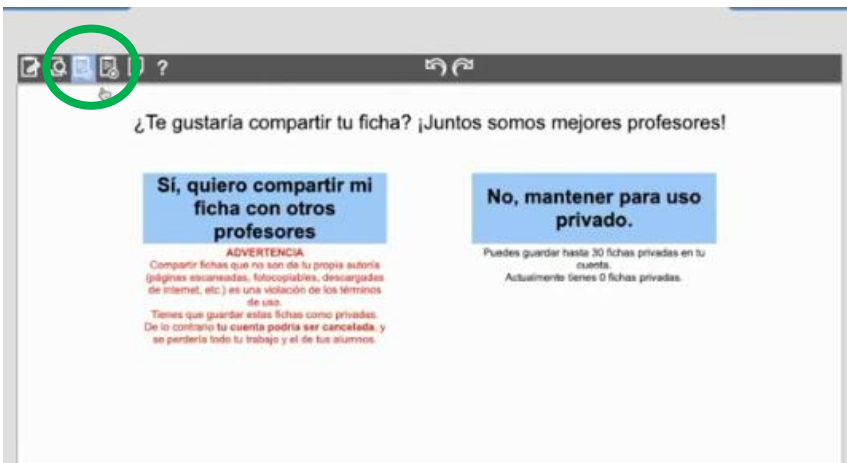 ?
¿Te gustaría compartir tu ficha? ¡Juntos somos mejores profesores!
Sí, quiero compartir mi
ficha con otros
profesores
ADVERTENCIA
Compartir fichas que no son de tu propia autoría
(páginas escaneadas, fotocopiables, descargadas
de internet, etc.) es una violación de los términos
de uso.
Tienes que guardar estas fichas como privadas.
De lo contrario tu cuenta podría ser cancelada, y
se perdería todo tu trabajo y el de tus alumnos.
No, mantener para uso
privado.
Puedes guardar hasta 30 fichas privadas en tu
cuenta.
Actualmente tienes 0 fichas privadas.